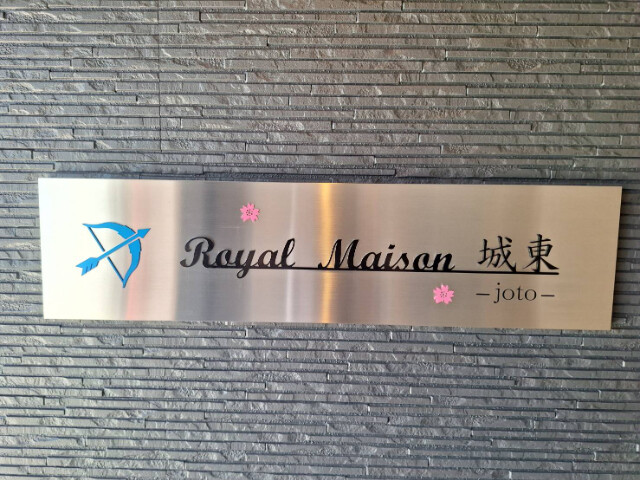 Royal Maison 城東
-joto-